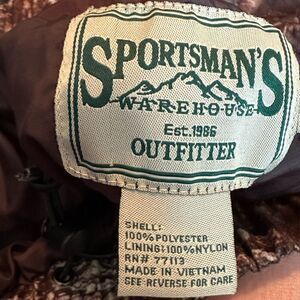 SPORTSMAN'S
WAREHOUSE
Est. 1986
OUTFITTER
SHELL:
100% POLYESTER
LINING: 100% NYLON
RN# 77113
MADE IN VIETNAM
SEE REVERSE FOR CARE